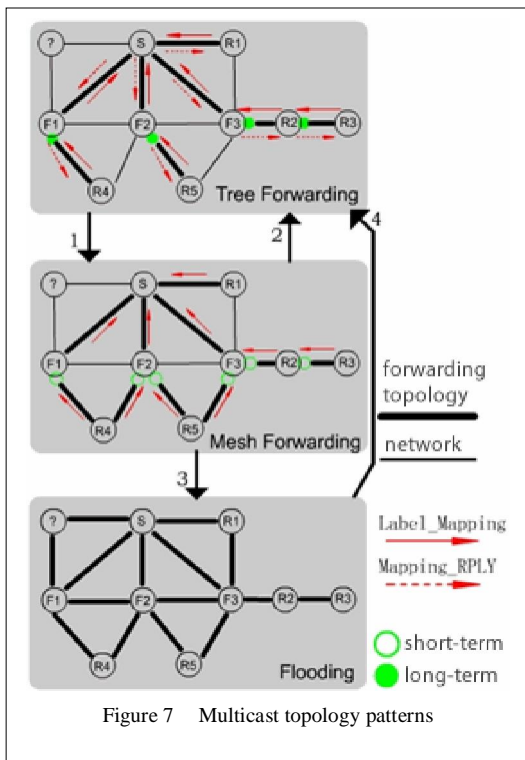 ? S R1
F1 F2 F3 R2 R3
R4 R5
Tree Forwarding
1 2 4
? S R1
F1 F2 F3 R2 R3
R4 R5
Mesh Forwarding
forwarding
topology
network
3
? S R1
F1 F2 F3 R2 R3
R4 R5
Flooding
Label_Mapping
Mapping_RPLY
short-term
long-term
Figure 7 Multicast topology patterns